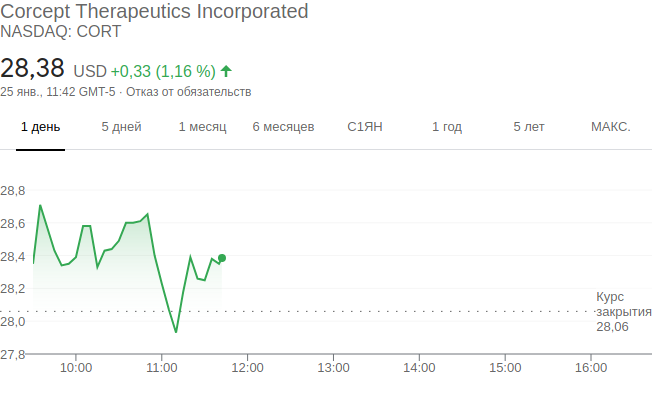 Corcept Therapeutics Incorporated
NASDAQ: CORT
28,38 USD +0,33 (1,16 %)
25 янв., 11:42 GMT-5 · Отказ от обязательств
1 день 5 дней 1 месяц 6 месяцев С1ЯН 1 год 5 лет МАКС.
28,8
28,6
28,4
28,2
28,0
27,8
Курс
закрытия
28,06
10:00 11:00 12:00 13:00 14:00 15:00 16:00